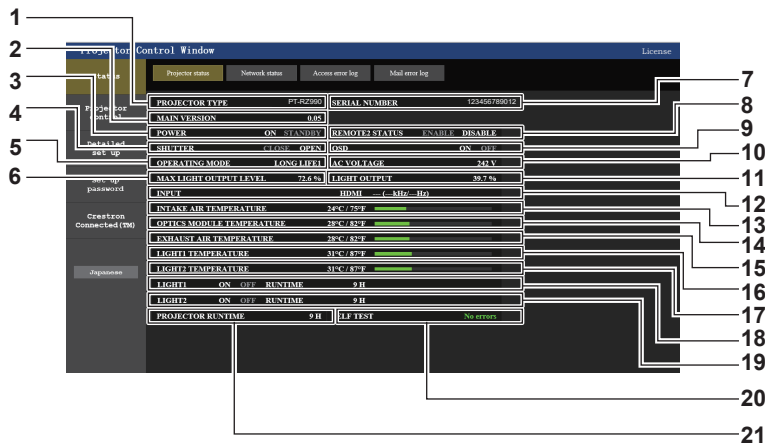 1
2
3
4
5
6
Projector Control Window License
Status
Projector status Network status Access error log Mail error log
PROJECTOR TYPE PT-RZ990 SERIAL NUMBER 123456789012
Projector control
MAIN VERSION 0.05
POWER ON STANDBY REMOTE2 STATUS ENABLE DISABLE
Detailed set up
SHUTTER CLOSE OPEN OSD ON OFF
OPERATING MODE LONG LIFE1 AC VOLTAGE 242 V
Set up password
MAX LIGHT OUTPUT LEVEL 72.6 % LIGHT OUTPUT 39.7 %
INPUT HDMI --- (---kHz/---Hz)
INTAKE AIR TEMPERATURE 24°C / 75°F
Crestron Connected(TM)
OPTICS MODULE TEMPERATURE 28°C / 82°F
EXHAUST AIR TEMPERATURE 28°C / 82°F
LIGHT1 TEMPERATURE 31°C / 87°F
Japanese
LIGHT2 TEMPERATURE 31°C / 87°F
LIGHT1 ON OFF RUNTIME 9 H
LIGHT2 ON OFF RUNTIME 9 H
PROJECTOR RUNTIME 9 H ELF TEST No errors
7
8
9
10
11
12
13
14
15
16
17
18
19
20
21